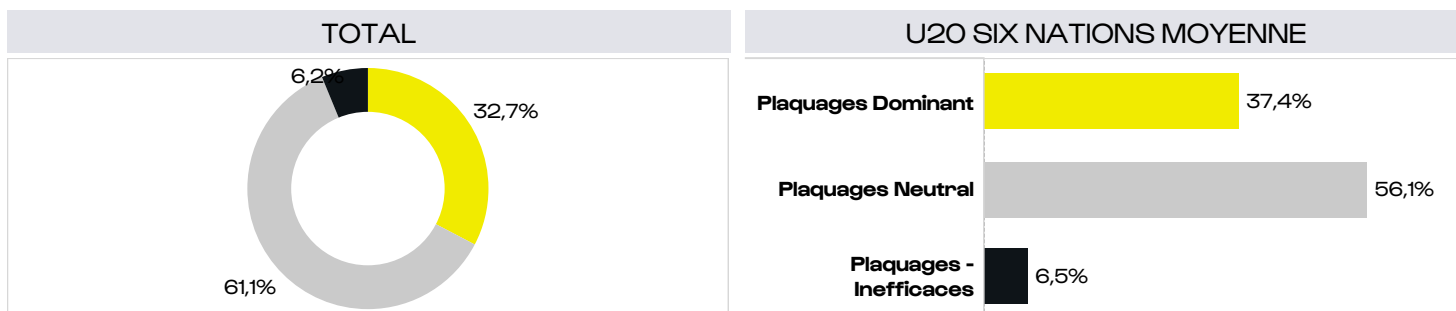 TOTAL
6,2%
32,7%
61,1%
U20 SIX NATIONS MOYENNE
Plaquages Dominant
37,4%
Plaquages Neutral
56,1%
Plaquages -
Inefficaces
6,5%